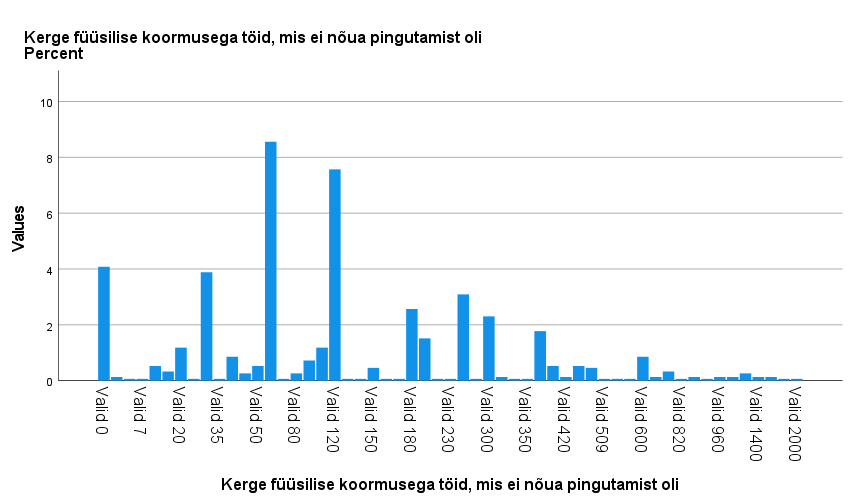 Kerge füüsilise koormusega töid, mis ei nõua pingutamist oli
Percent
10
8
6
4
2
0
Values
Valid 0
Valid 7
Valid 20
Valid 35
Valid 50
Valid 80
Valid 120
Valid 150
Valid 180
Valid 230
Valid 300
Valid 350
Valid 420
Valid 509
Valid 600
Valid 820
Valid 960
Valid 1400
Valid 2000
Kerge füüsilise koormusega töid, mis ei nõua pingutamist oli